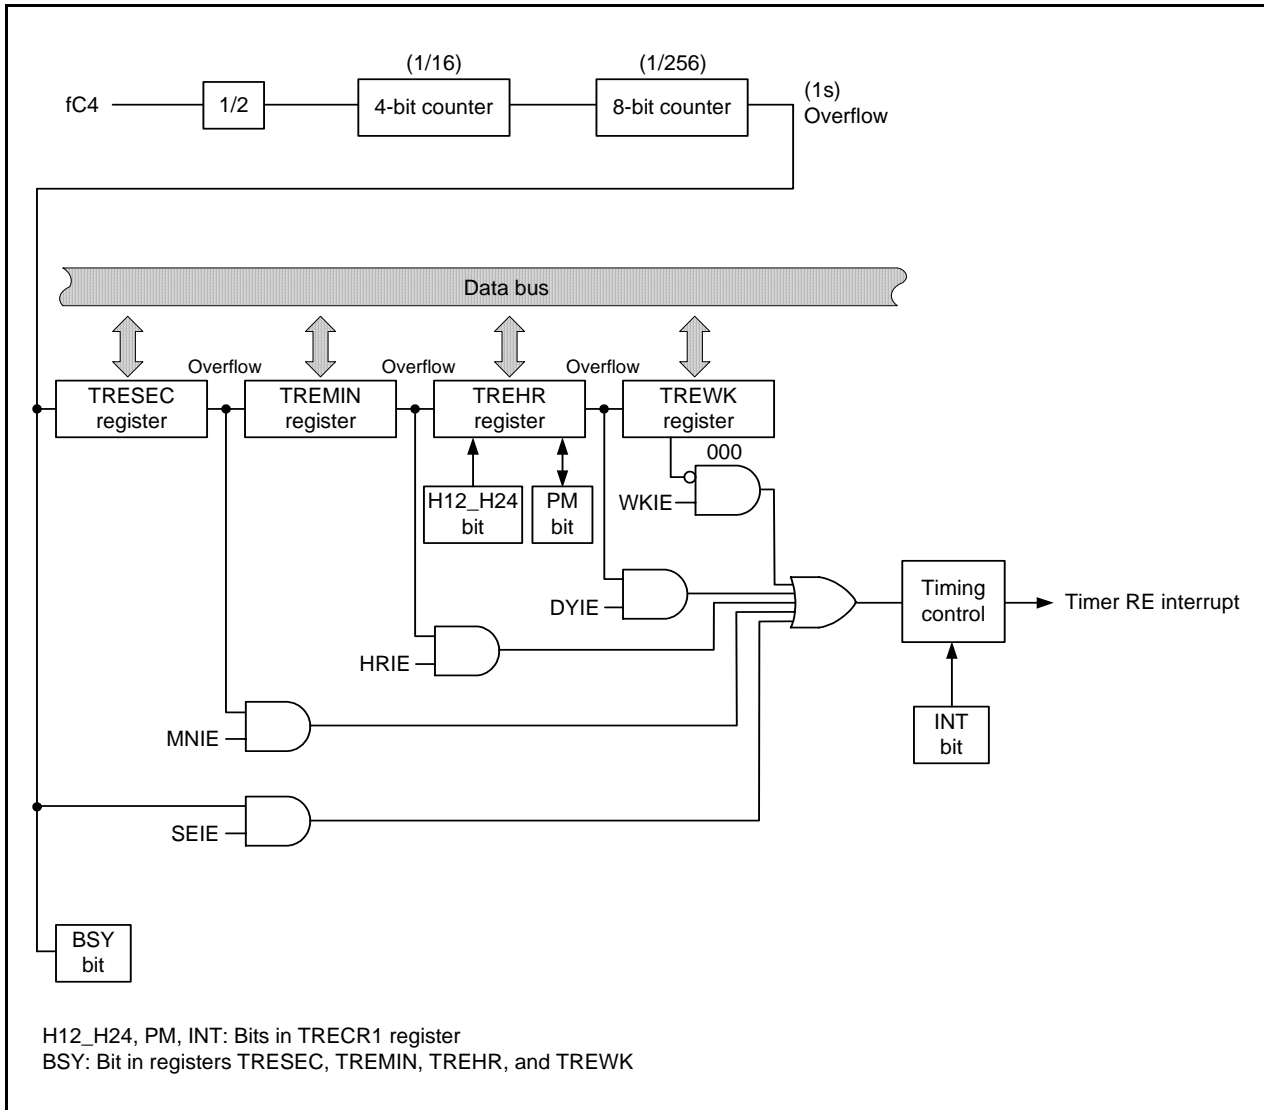 (1/16)
(1/256)
fC4
1/2
4-bit counter
8-bit counter
(1s)
Overflow
Data bus
Overflow
Overflow
Overflow
TRESEC
register
TREMIN
register
TREHR
register
TREWK
register
000
H12_H24
bit
PM
bit
WKIE
DYIE
Timing
control
Timer RE interrupt
HRIE
INT
bit
MNIE
SEIE
BSY
bit
H12_H24, PM, INT: Bits in TRECR1 register
BSY: Bit in registers TRESEC, TREMIN, TREHR, and TREWK